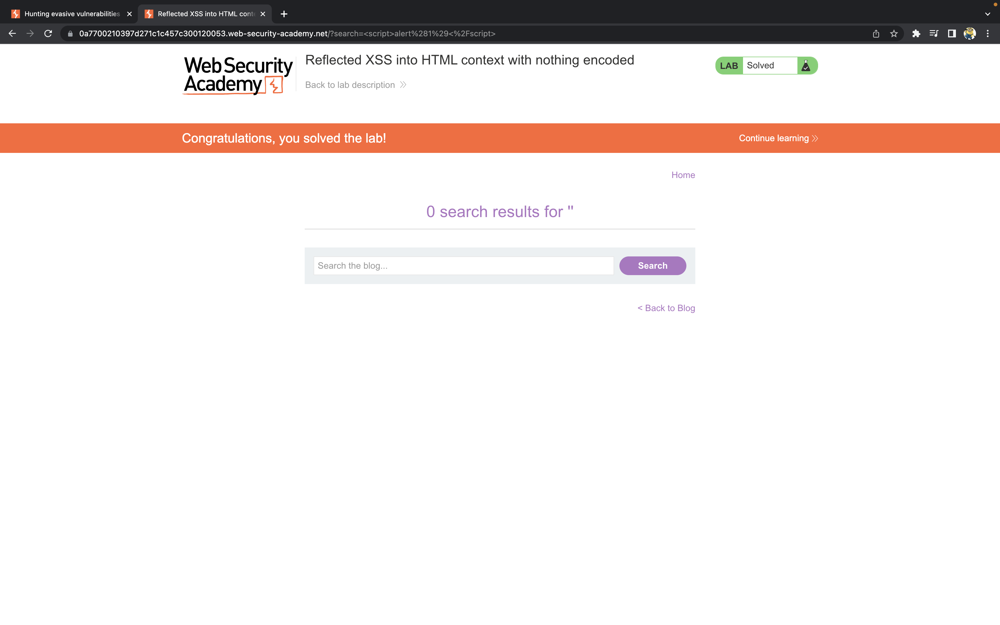 Hunting evasive vulnerabilities
Reflected XSS into HTML conte
0a7700210397d271c1c457c300120053.web-security-academy.net/?search=<script>alert%281%29<%2Fscript>
Web Security
Academy
Reflected XSS into HTML context with nothing encoded
Back to lab description
LAB Solved
Congratulations, you solved the lab!
Continue learning
Home
0 search results for ''
Search the blog...
Search
< Back to Blog